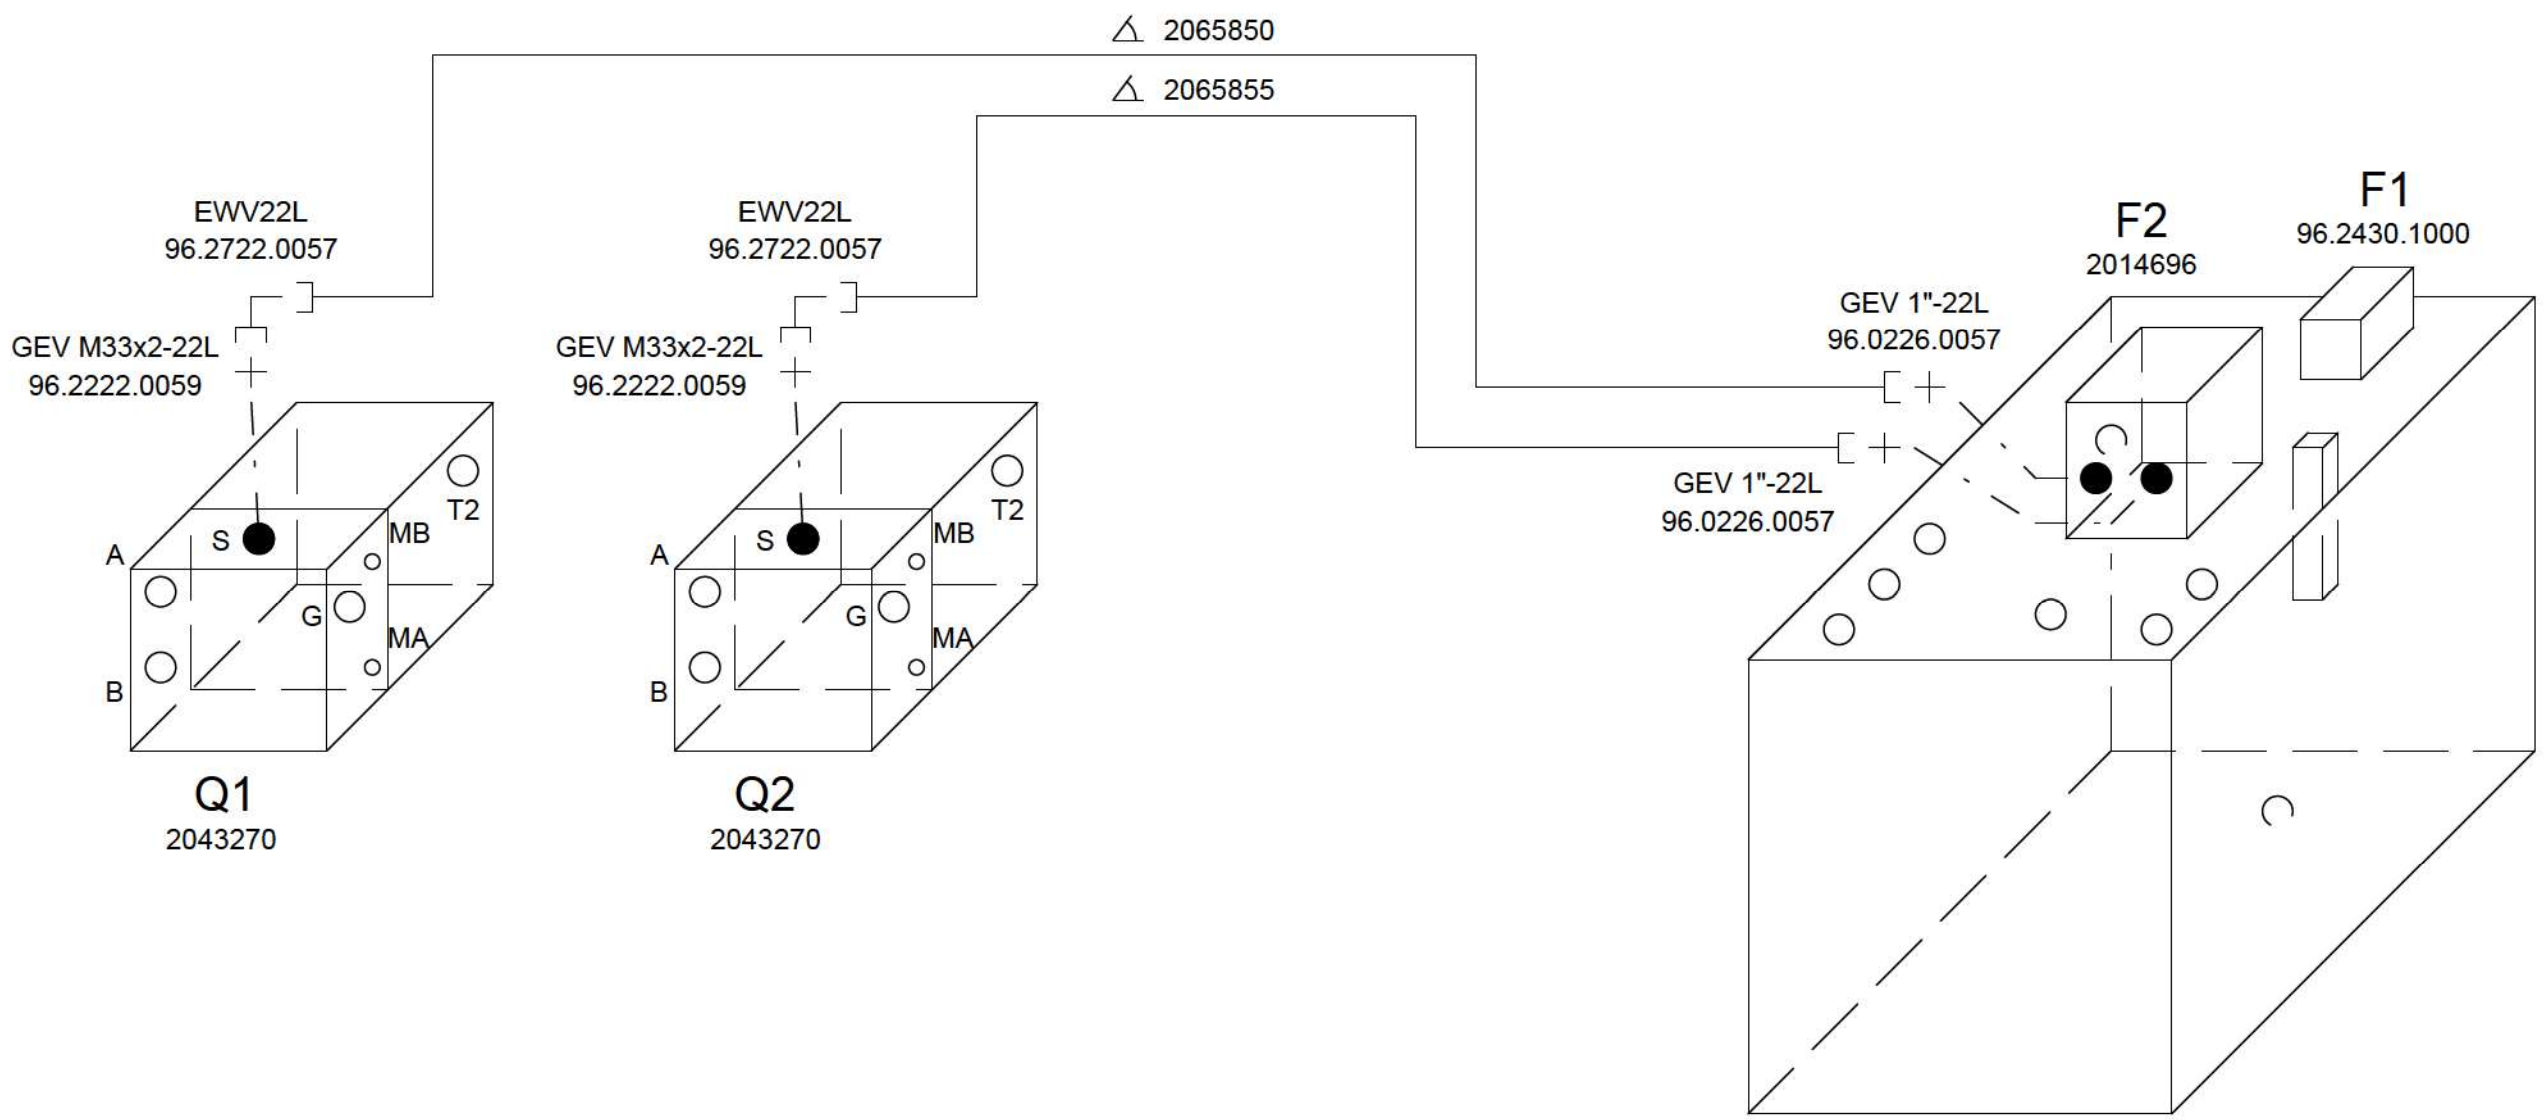 2065850
2065855
EWV22L
96.2722.0057
EWV22L
96.2722.0057
F1
96.2430.1000
F2
2014696
GEV M33x2-22L
96.2222.0059
GEV M33x2-22L
96.2222.0059
GEV 1"-22L
96.0226.0057
GEV 1"-22L
96.0226.0057
T2
S
MB
A
G
MA
B
T2
S
MB
A
G
MA
B
Q1
2043270
Q2
2043270